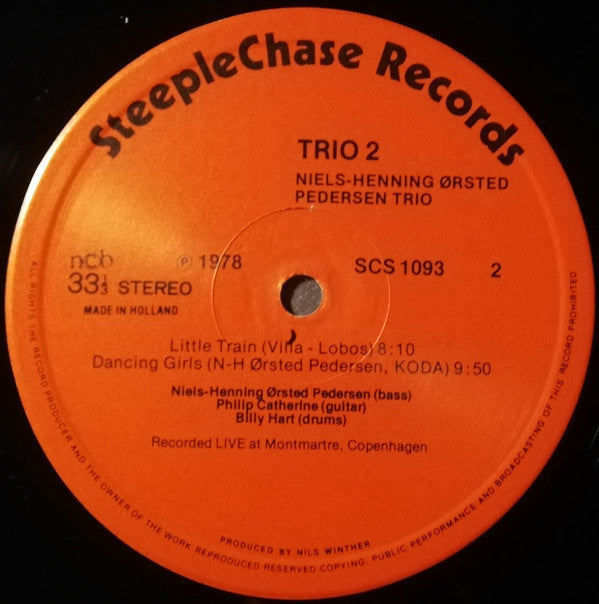 SteepleChase Records
TRIO 2
NIELS-HENNING ØRSTED
PEDERSEN TRIO
ncb
℗ 1978
SCS 1093
2
33⅓ STEREO
MADE IN HOLLAND
Little Train (Villa - Lobos) 8:10
Dancing Girls (N-H Ørsted Pedersen, KODA) 9:50
Niels-Henning Ørsted Pedersen (bass)
Philip Catherine (guitar)
Billy Hart (drums)
Recorded LIVE at Montmartre, Copenhagen
PRODUCED BY NILS WINTHER
ALL RIGHTS THE RECORD PRODUCER AND THE OWNER OF THE WORK REPRODUCED RESERVED COPYING, PUBLIC PERFORMANCE AND BROADCASTING OF THIS RECORD PROHIBITED